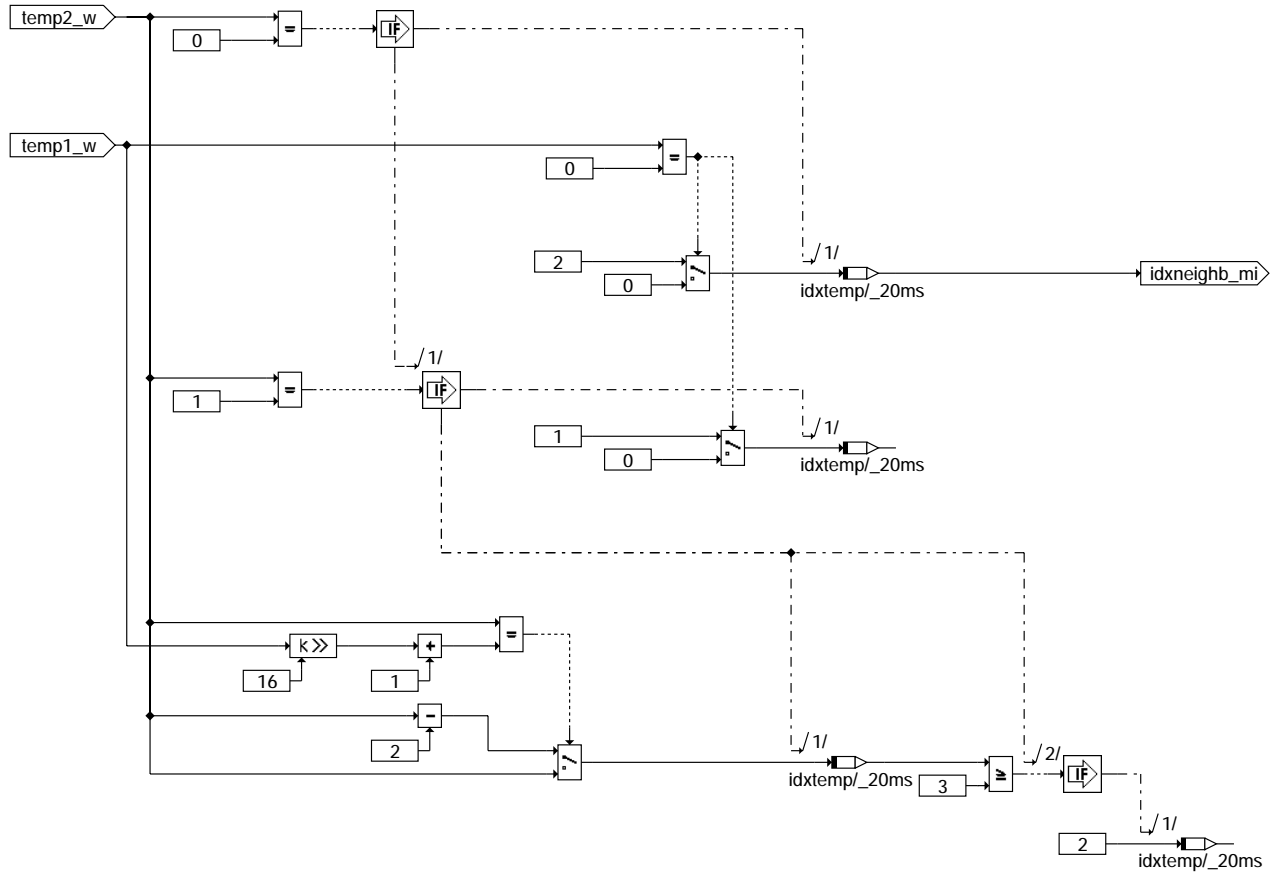 temp2_w
=
0
IF
temp1_w
=
0
/1/
2
0
idxtemp/_20ms
idxneighb_mi
/1/
=
IF
1
/1/
1
0
idxtemp/_20ms
=
k>>
+
16
1
-
2
/1/
/2/
IF
idxtemp/_20ms
3
≥
/1/
2
idxtemp/_20ms